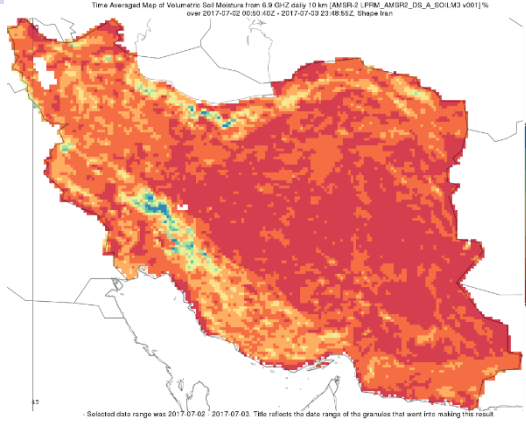 Time Averaged Map of Volumetric Soil Moisture from 6.9 GHZ daily 10 km [AMSR-2 LPRM_AMSR2_DS_A_SOILM3 v001] %
over 2017-07-02 00:50:40Z - 2017-07-03 23:48:55Z, Shape Iran
- Selected date range was 2017-07-02 - 2017-07-03. Title reflects the date range of the granules that went into making this result